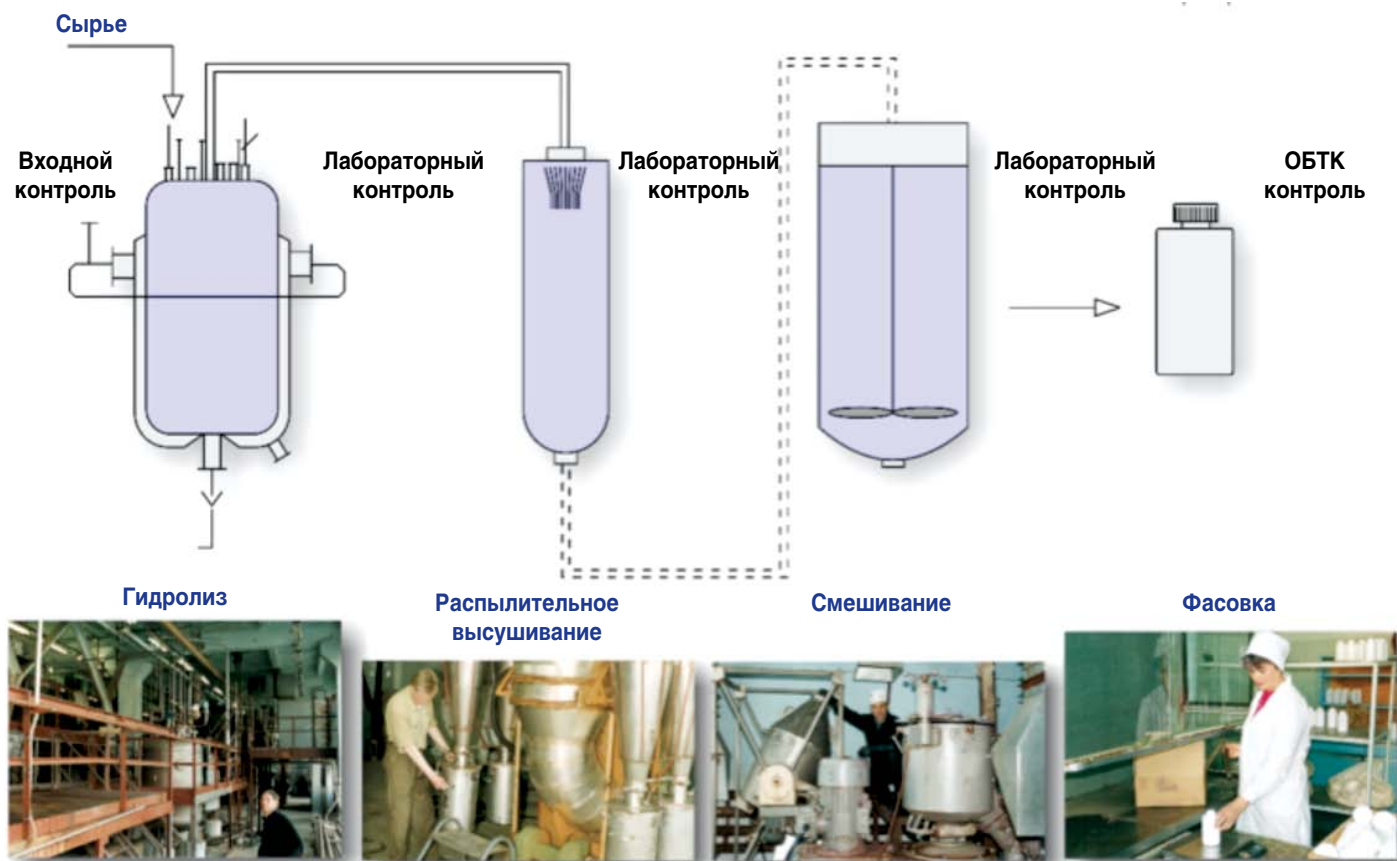 Сырье
Входной
контроль
Лабораторный
контроль
Лабораторный
контроль
Лабораторный
контроль
ОБТК
контроль
Гидролиз
Распылительное
высушивание
Смешивание
Фасовка